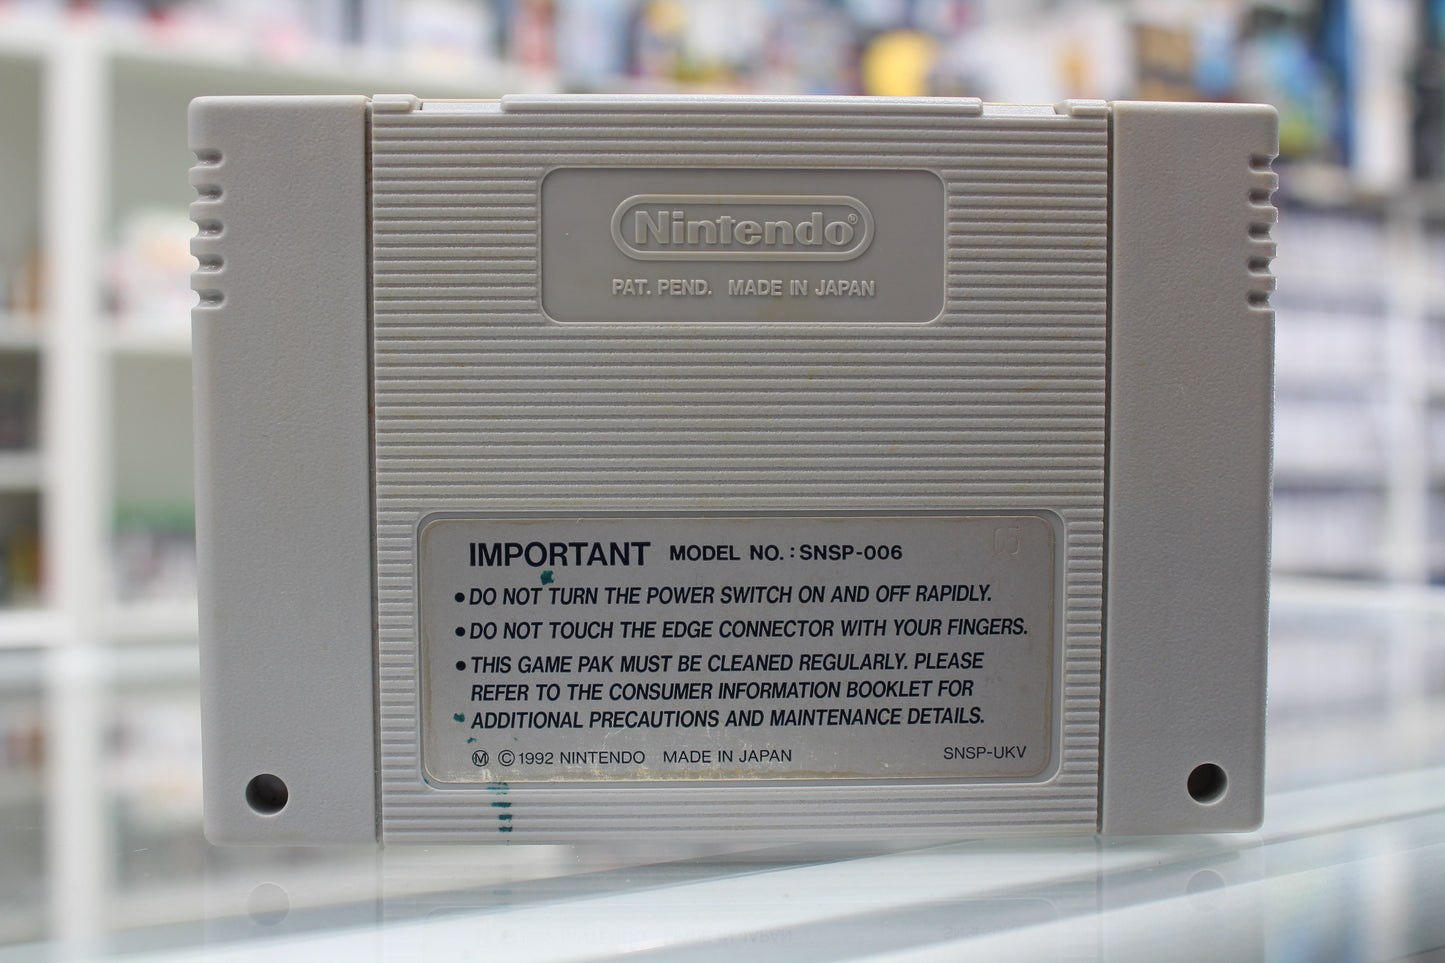 Nintendo®
PAT. PEND. MADE IN JAPAN
IMPORTANT MODEL NO. : SNSP-006
• DO NOT TURN THE POWER SWITCH ON AND OFF RAPIDLY.
• DO NOT TOUCH THE EDGE CONNECTOR WITH YOUR FINGERS.
• THIS GAME PAK MUST BE CLEANED REGULARLY. PLEASE
REFER TO THE CONSUMER INFORMATION BOOKLET FOR
ADDITIONAL PRECAUTIONS AND MAINTENANCE DETAILS.
Ⓜ ©1992 NINTENDO MADE IN JAPAN SNSP-UKV